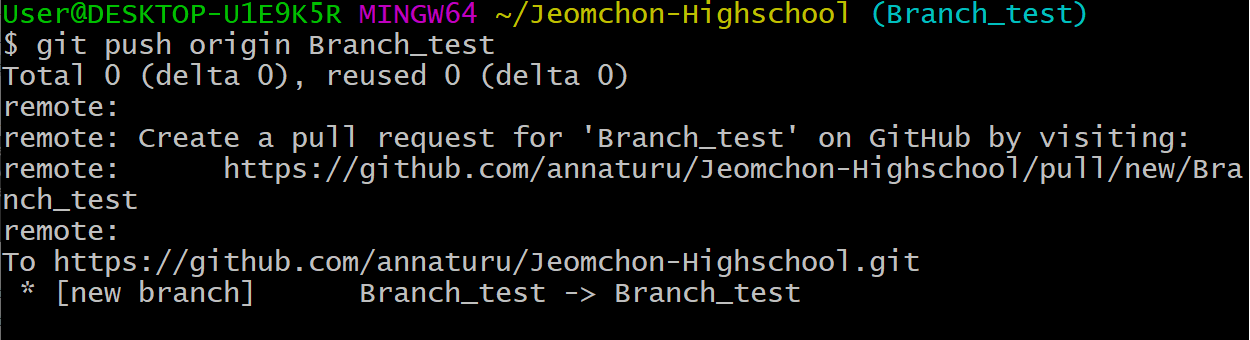 User@DESKTOP-U1E9K5R MINGW64 ~/Jeomchon-Highschool (Branch_test)
$ git push origin Branch_test
Total 0 (delta 0), reused 0 (delta 0)
remote:
remote: Create a pull request for 'Branch_test' on GitHub by visiting:
remote:      https://github.com/annaturu/Jeomchon-Highschool/pull/new/Bra
nch_test
remote:
To https://github.com/annaturu/Jeomchon-Highschool.git
 * [new branch]      Branch_test -> Branch_test